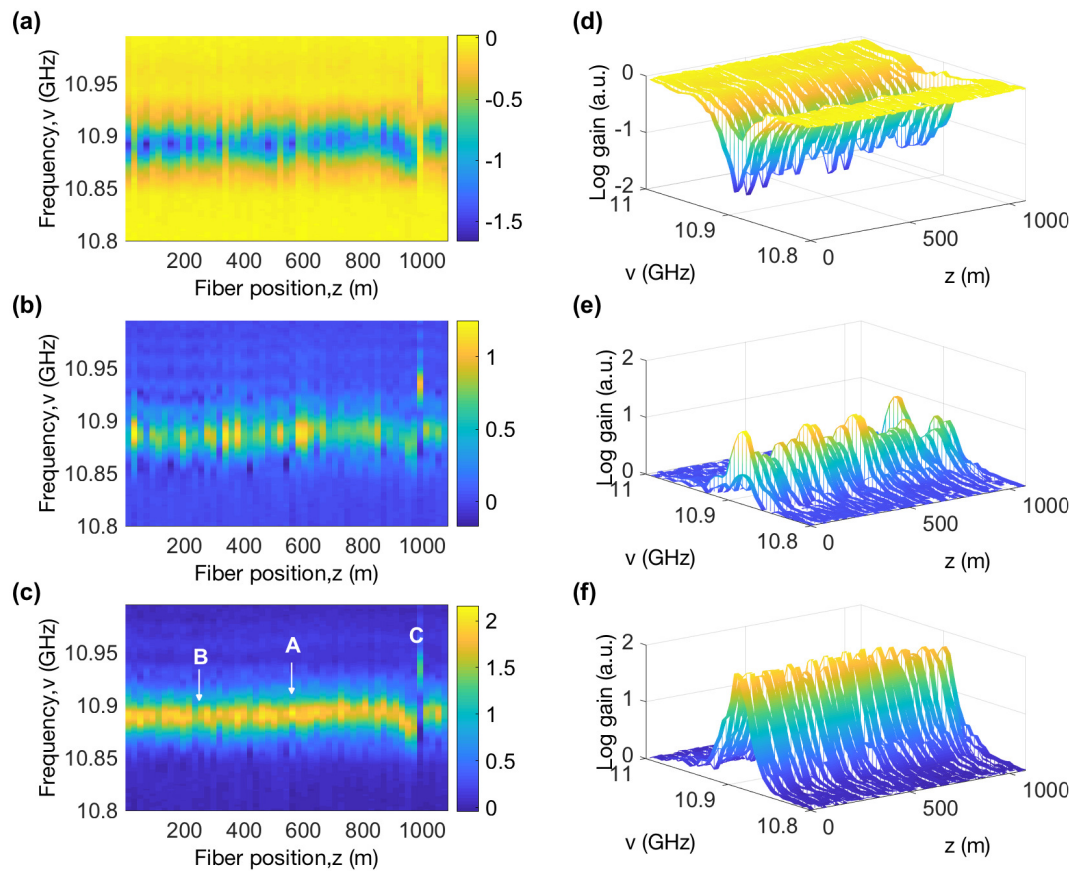 (a)
Frequency,v (GHz)
10.95
10.9
10.85
10.8
200 400 600 800 1000
Fiber position,z (m)
0
-0.5
-1
-1.5
(d)
Log gain (a.u.)
0
-1
-2
11
10.9
10.8
v (GHz)
0
500
1000
z (m)
(b)
Frequency,v (GHz)
10.95
10.9
10.85
10.8
200 400 600 800 1000
Fiber position,z (m)
1
0.5
0
(e)
Log gain (a.u.)
2
1
0
11
10.9
10.8
v (GHz)
0
500
1000
z (m)
(c)
Frequency,v (GHz)
10.95
10.9
10.85
10.8
B
A
C
200 400 600 800 1000
Fiber position,z (m)
2
1.5
1
0.5
0
(f)
Log gain (a.u.)
2
1
0
11
10.9
10.8
v (GHz)
0
500
1000
z (m)